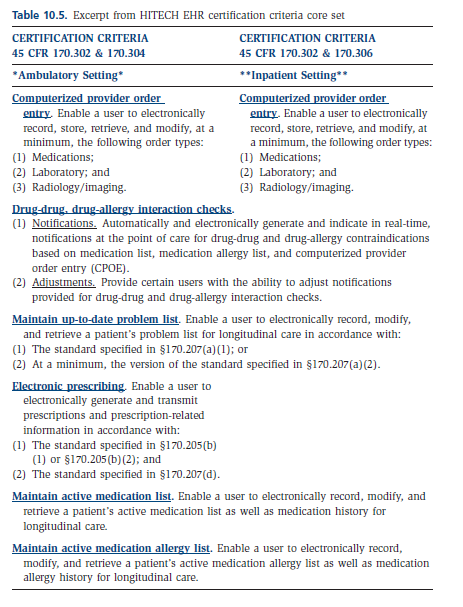 Table 10.5. Excerpt from HITECH EHR certification criteria core set
CERTIFICATION CRITERIA
45 CFR 170.302 & 170.304
CERTIFICATION CRITERIA
45 CFR 170.302 & 170.306
*Ambulatory Setting*
**Inpatient Setting**
Computerized provider order
entry. Enable a user to electronically
record, store, retrieve, and modify, at a
minimum, the following order types:
(1) Medications;
(2) Laboratory; and
(3) Radiology/imaging.
Computerized provider order
entry. Enable a user to electronically
record, store, retrieve, and modify, at
a minimum, the following order types:
(1) Medications;
(2) Laboratory; and
(3) Radiology/imaging.
Drug-drug, drug-allergy interaction checks.
(1) Notifications. Automatically and electronically generate and indicate in real-time,
notifications at the point of care for drug-drug and drug-allergy contraindications
based on medication list, medication allergy list, and computerized provider
order entry (CPOE).
(2) Adjustments. Provide certain users with the ability to adjust notifications
provided for drug-drug and drug-allergy interaction checks.
Maintain up-to-date problem list. Enable a user to electronically record, modify,
and retrieve a patient's problem list for longitudinal care in accordance with:
(1) The standard specified in §170.207(a)(1); or
(2) At a minimum, the version of the standard specified in §170.207(a)(2).
Electronic prescribing. Enable a user to
electronically generate and transmit
prescriptions and prescription-related
information in accordance with:
(1) The standard specified in §170.205(b)
(1) or §170.205(b)(2); and
(2) The standard specified in §170.207(d).
Maintain active medication list. Enable a user to electronically record, modify, and
retrieve a patient's active medication list as well as medication history for
longitudinal care.
Maintain active medication allergy list. Enable a user to electronically record,
modify, and retrieve a patient's active medication allergy list as well as medication
allergy history for longitudinal care.